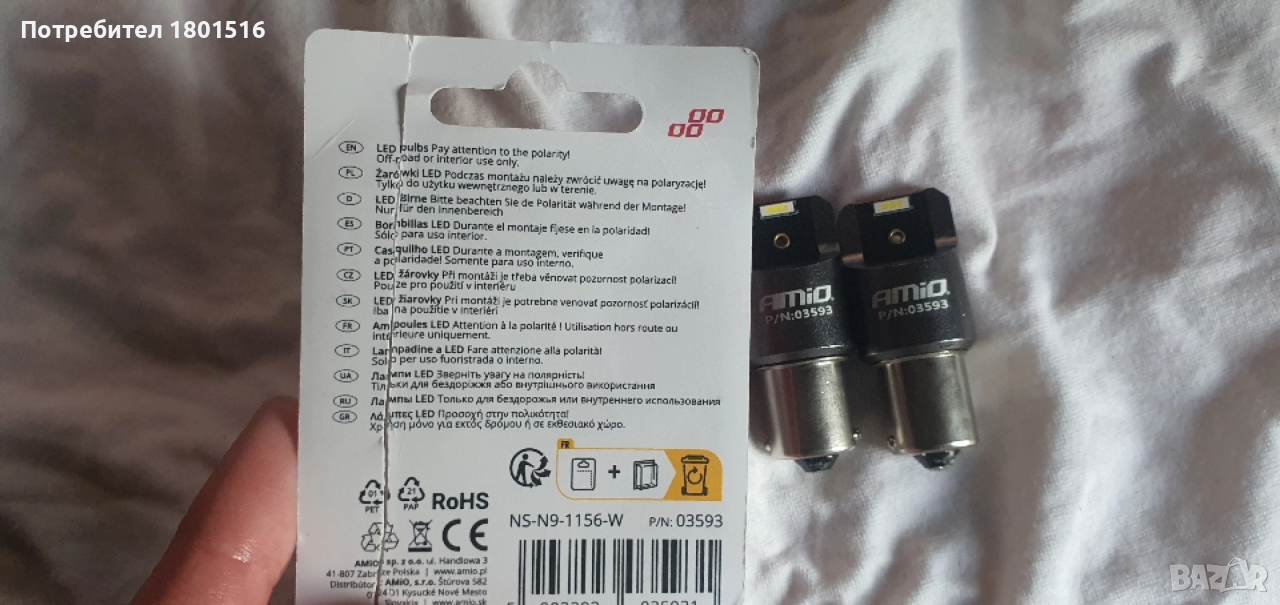 Потребител 1801516
EN LED bulbs Pay attention to the polarity!
Off-road or interior use only.
PL Żarówki LED Podczas montażu należy zwrócić uwagę na polaryzację!
Tylko do użytku wewnętrznego lub w terenie.
D LED Birne Bitte beachten Sie de Polarität während der Montage!
Nur für den Innenbereich
ES Bombillas LED Durante el montaje fíjese en la polaridad!
Sólo para uso interior.
PT Casquilho LED Durante a montagem, verifique
a polaridade! Somente para uso interno.
CZ LED žárovky Při montáži je třeba věnovat pozornost polarizaci!
Pouze pro použití v interiéru
SK LED žiarovky Pri montáži je potrebne venovať pozornosť polarizácii!
Iba na použitie v interiéri
FR Ampoules LED Attention à la polarité ! Utilisation hors route ou
intérieure uniquement.
IT Lampadine a LED Fare attenzione alla polarità!
Solo per uso fuoristrada o interno.
UA Лампи LED Зверніть увагу на полярність!
Тільки для бездоріжжя або внутрішнього використання
RU Лампы LED Только для бездорожья или внутреннего использования
GR Λάμπες LED Προσοχή στην πολικότητα!
Χρήση μόνο για εκτός δρόμου ή σε εκθεσιακό χώρο.
FR
01
PET
21
PAP
RoHS
CE
NS-N9-1156-W P/N: 03593
AMiO sp. z o.o. ul. Handlowa 3
41-807 Zabrze Polska | www.amio.pl
Distribútor: AMiO, s.r.o. Štúrova 582
024 01 Kysucké Nové Mesto
Slovakia | www.amio.sk
AMiO
P/N:03593
AMiO
P/N:03593
BAZAR